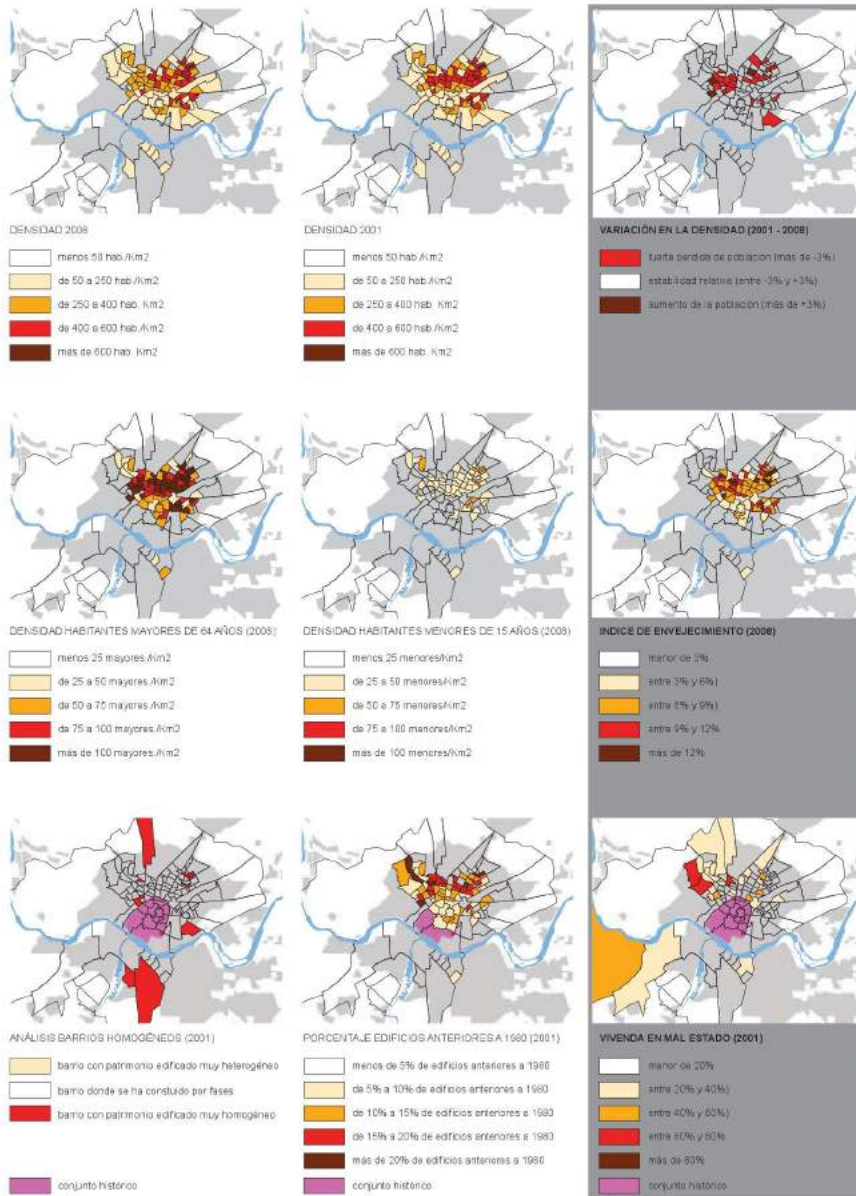 DENSIDAD 2008
menos 50 hab./Km2
de 50 a 250 hab./Km2
de 250 a 400 hab. Km2
de 400 a 600 hab./Km2
más de 600 hab. Km2
DENSIDAD 2001
menos 50 hab./Km2
de 50 a 250 hab./Km2
de 250 a 400 hab. Km2
de 400 a 600 hab./Km2
más de 600 hab. Km2
VARIACIÓN EN LA DENSIDAD (2001 - 2008)
fuerte perdida de población (más de -3%)
estabilidad relativa (entre -3% y +3%)
aumento de la población (más de +3%)
DENSIDAD HABITANTES MAYORES DE 64 AÑOS (2008)
menos 25 mayores./Km2
de 25 a 50 mayores./Km2
de 50 a 75 mayores./Km2
de 75 a 100 mayores./Km2
más de 100 mayores./Km2
DENSIDAD HABITANTES MENORES DE 15 AÑOS (2008)
menos 25 menores/Km2
de 25 a 50 menores/Km2
de 50 a 75 menores/Km2
de 75 a 100 menores/Km2
más de 100 menores/Km2
INDICE DE ENVEJECIMIENTO (2008)
menor de 3%
entre 3% y 6%)
entre 6% y 9%)
entre 9% y 12%
más de 12%
ANÁLISIS BARRIOS HOMOGÉNEOS (2001)
barrio con patrimonio edificado muy heterogéneo
barrio donde se ha constuido por fases
barrio con patrimonio edificado muy homogéneo
conjunto histórico
PORCENTAJE EDIFICIOS ANTERIORES A 1980 (2001)
menos de 5% de edificios anteriores a 1980
de 5% a 10% de edificios anteriores a 1980
de 10% a 15% de edificios anteriores a 1980
de 15% a 20% de edificios anteriores a 1980
más de 20% de edificios anteriores a 1980
conjunto histórico
VIVENDA EN MAL ESTADO (2001)
menor de 20%
entre 20% y 40%)
entre 40% y 60%)
entre 60% y 80%
más de 80%
conjunto histórico